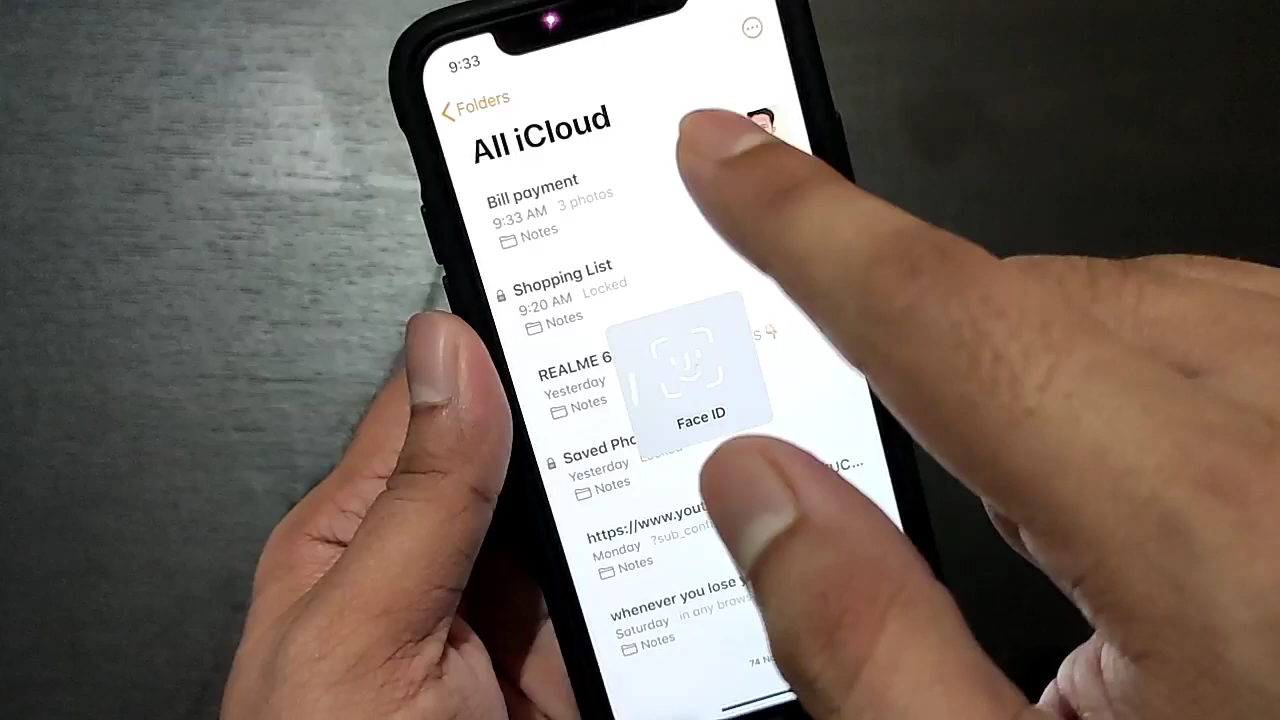 9:33
Folders
All iCloud
Bill payment
9:33 AM 3 photos
Notes
Shopping List
9:20 AM Locked
Notes
REALME 6
Yesterday
Notes
Face ID
Saved
Yesterday
Notes
https://www.yout
Monday ?sub_conf
Notes
whenever you lose
Saturday in any
Notes
74